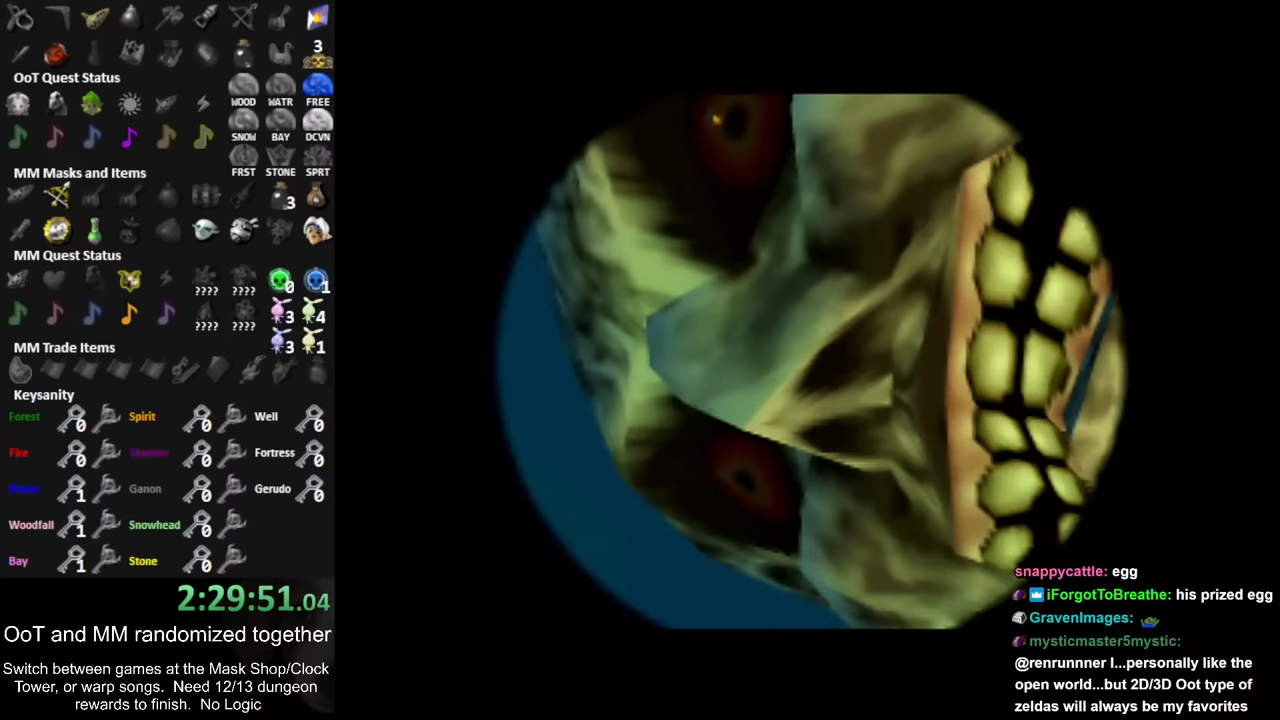 3
OoT Quest Status
WOOD WATR FREE
SNOW BAY DCVN
FRST STONE SPRT
MM Masks and Items
3
MM Quest Status
???? ???? 0 1
3 4
???? ???? 3 1
MM Trade Items
Keysanity
Forest 0 Spirit 0 Well 0
Fire 0 Shadow 0 Fortress 0
Water 1 Ganon 0 Gerudo 0
Woodfall 1 Snowhead 0
Bay 1 Stone 0
2:29:51.04
OoT and MM randomized together
Switch between games at the Mask Shop/Clock
Tower, or warp songs. Need 12/13 dungeon
rewards to finish. No Logic
snappycattle: egg
iForgotToBreathe: his prized egg
GravenImages:
mysticmaster5mystic:
@renrunnner I...personally like the
open world...but 2D/3D Oot type of
zeldas will always be my favorites